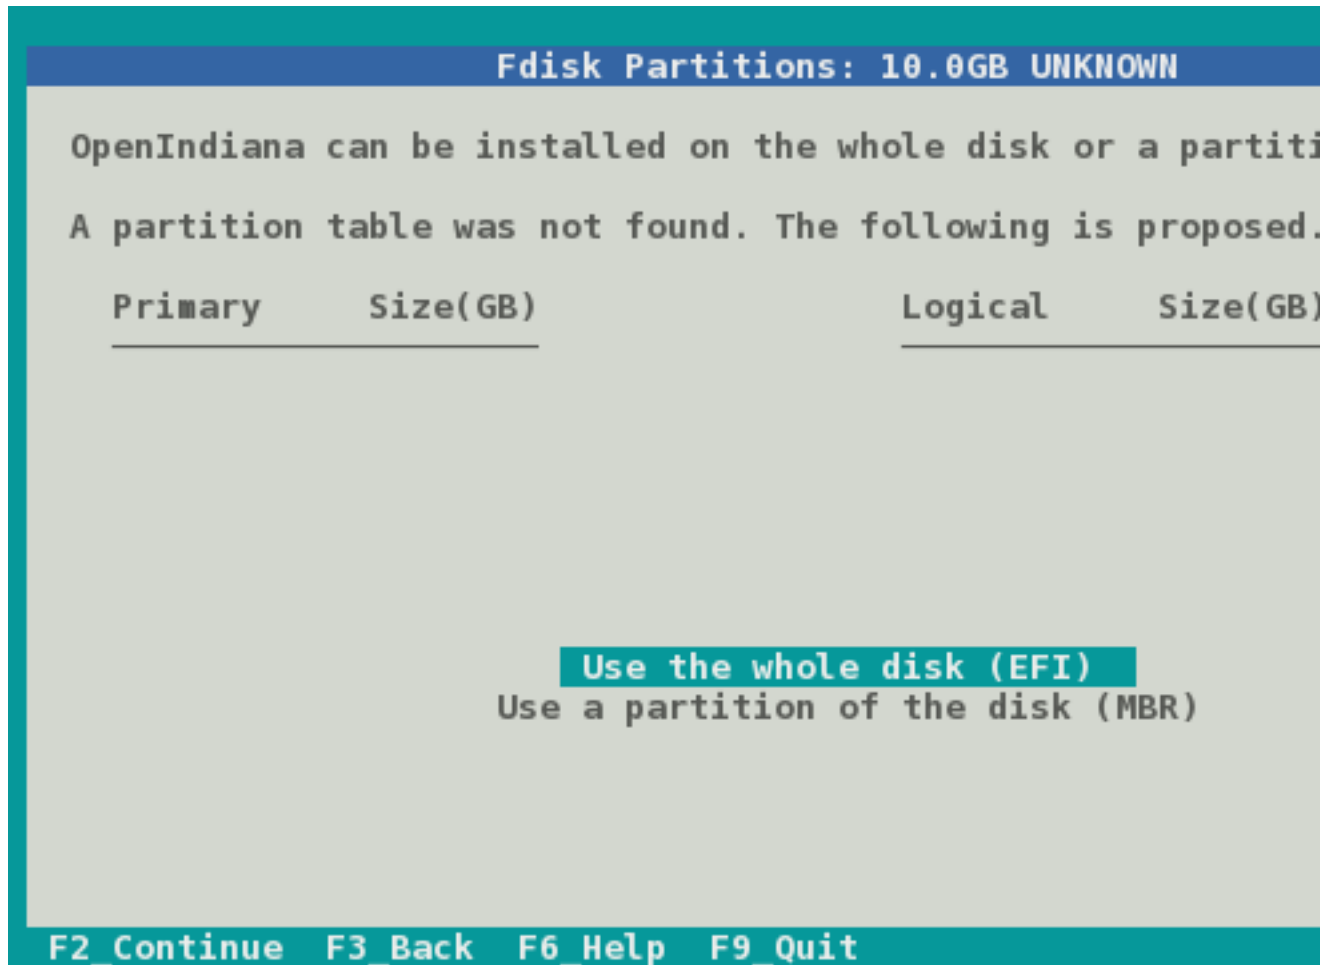 Fdisk Partitions: 10.0GB UNKNOWN
OpenIndiana can be installed on the whole disk or a
A partition table was not found. The following is proposed.
Primary Size(GB) Logical Size(GB)
Use the whole disk (EFI)
Use a partition of the disk (MBR)
F2_Continue F3_Back F6_Help F9_Quit